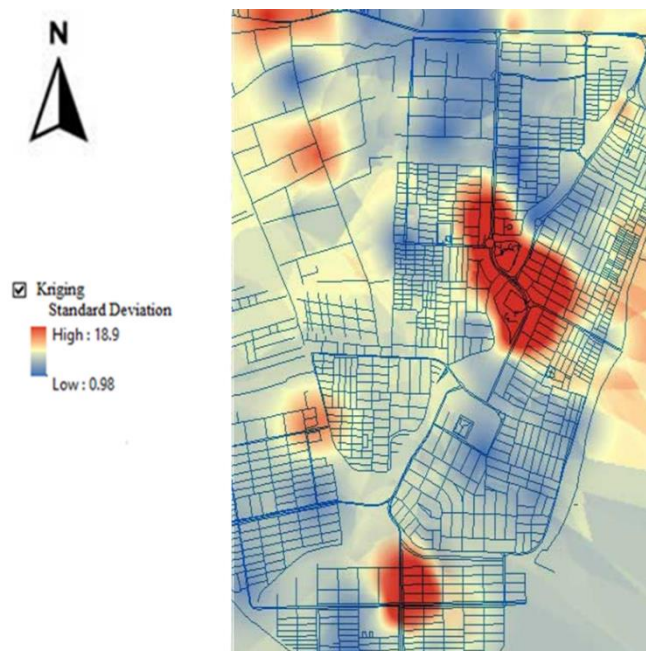 N
Kriging
Standard Deviation
High : 18.9
Low : 0.98